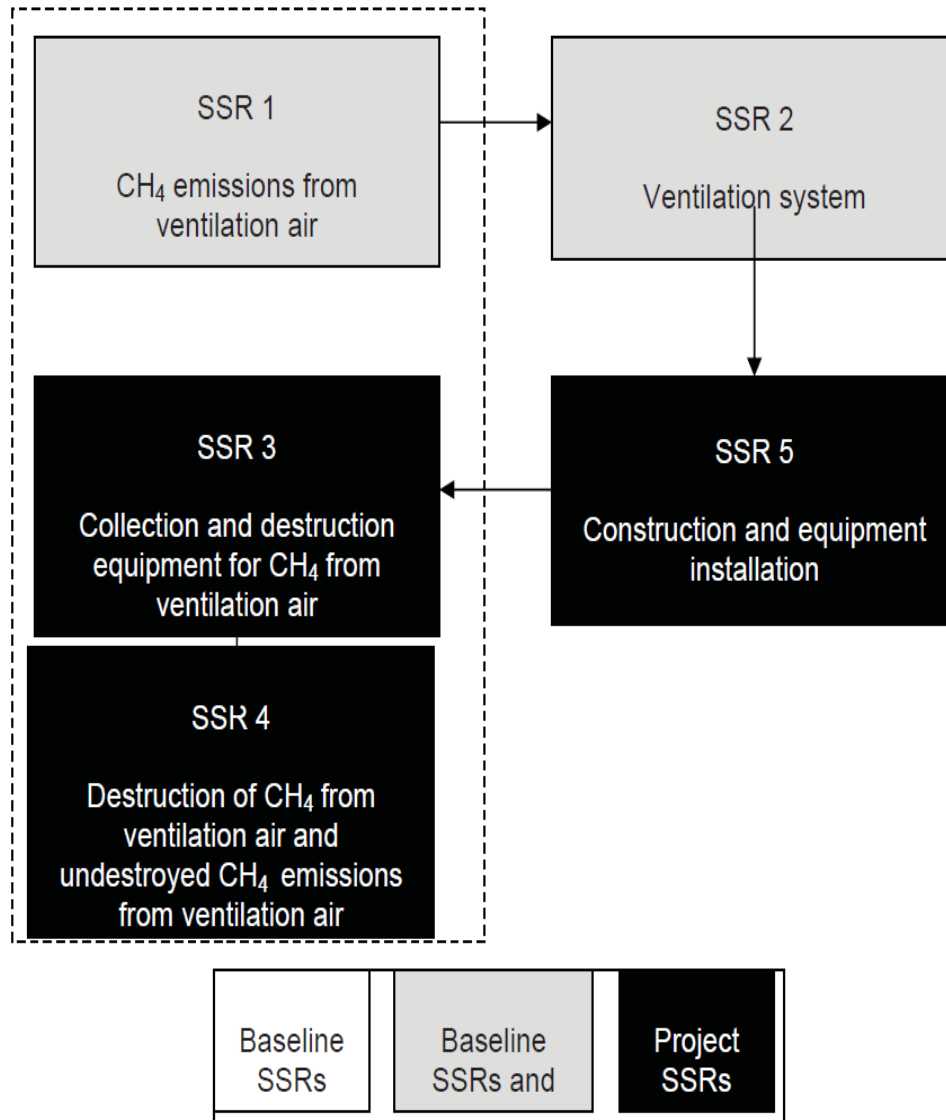 SSR 1
CH₄ emissions from
ventilation air
SSR 2
Ventilation system
SSR 3
Collection and destruction
equipment for CH₄ from
ventilation air
SSR 5
Construction and equipment
installation
SSR 4
Destruction of CH₄ from
ventilation air and
undestroyed CH₄ emissions
from ventilation air
Baseline
SSRs
Baseline
SSRs and
Project
SSRs